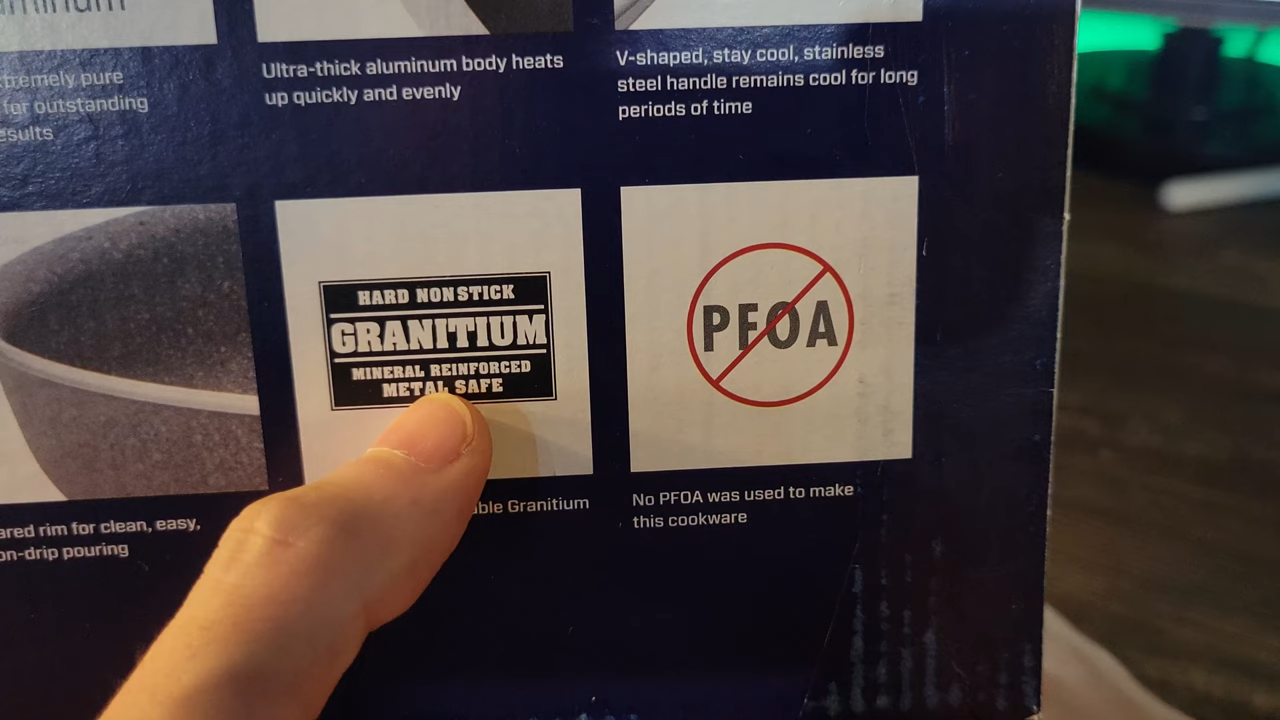 tremely pure
for outstanding
esults
Ultra-thick aluminum body heats
up quickly and evenly
V-shaped, stay cool, stainless
steel handle remains cool for long
periods of time
HARD NONSTICK
GRANITIUM
MINERAL REINFORCED
METAL SAFE
PFOA
ared rim for clean, easy,
on-drip pouring
able Granitium
No PFOA was used to make
this cookware